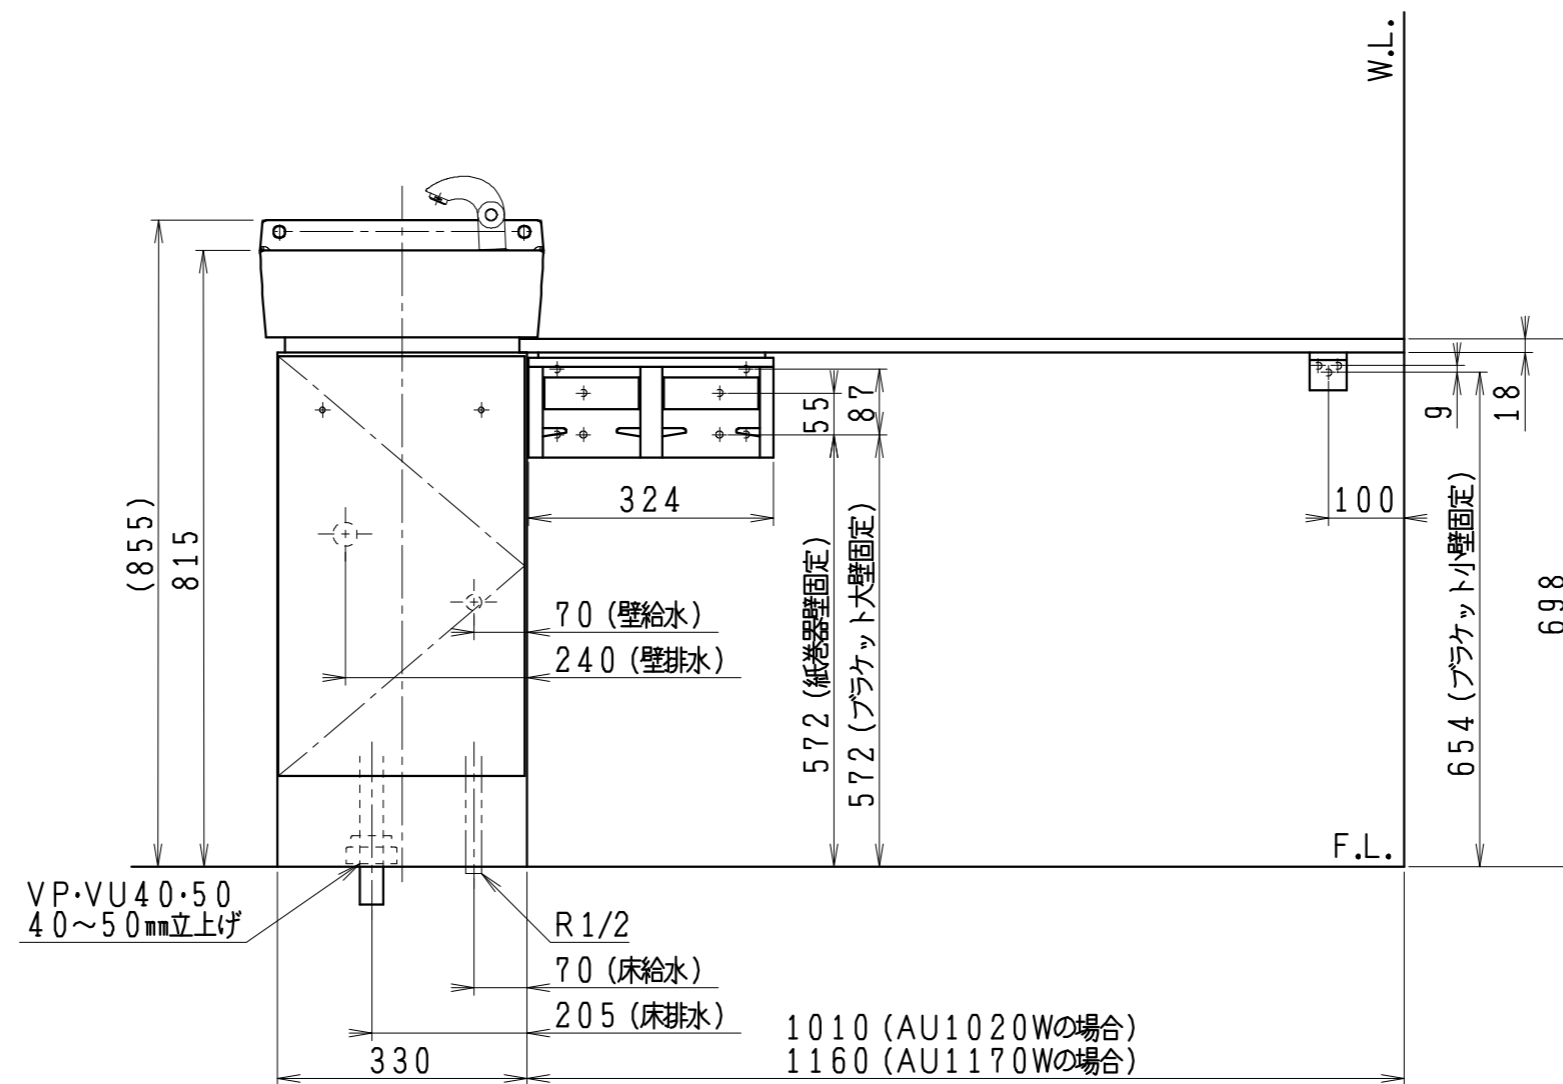 W.L.
(855)
815
324
55
87
9
18
100
572(紙巻器壁固定)
572(ブラケット大壁固定)
654(ブラケット小壁固定)
698
70(壁給水)
240(壁排水)
F.L.
VP・VU40・50
40~50mm立上げ
R1/2
70(床給水)
205(床排水)
330
1010(AU1020Wの場合)
1160(AU1170Wの場合)